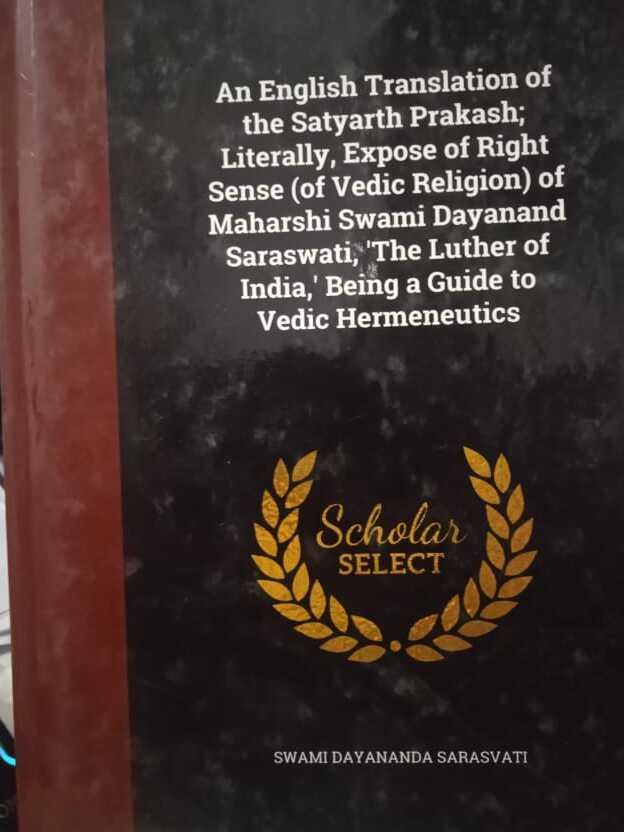 An English Translation of
the Satyarth Prakash;
Literally, Expose of Right
Sense (of Vedic Religion) of
Maharshi Swami Dayanand
Saraswati, 'The Luther of
India,' Being a Guide to
Vedic Hermeneutics
Scholar
SELECT
SWAMI DAYANANDA SARASVATI